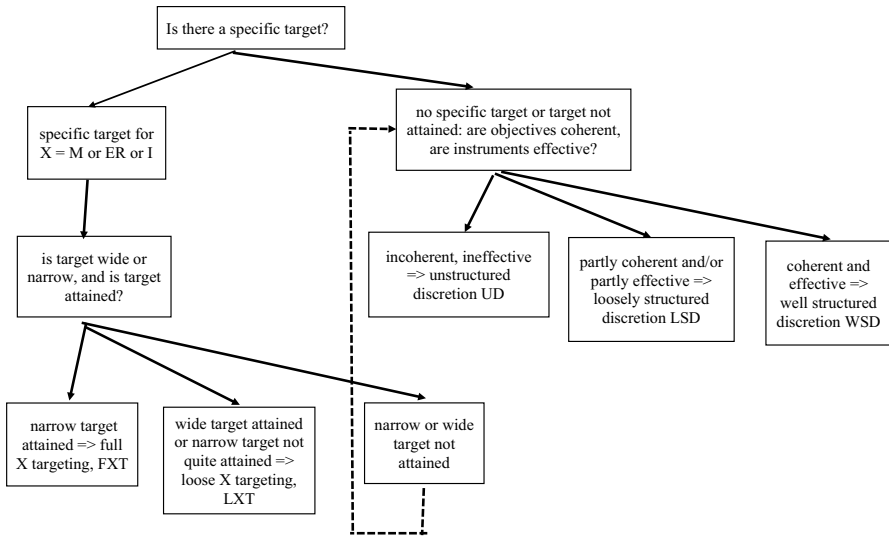 Is there a specific target?
specific target for
X = M or ER or I
no specific target or target not
attained: are objectives coherent,
are instruments effective?
is target wide or
narrow, and is target
attained?
incoherent, ineffective
=> unstructured
discretion UD
partly coherent and/or
partly effective =>
loosely structured
discretion LSD
coherent and
effective =>
well structured
discretion WSD
narrow target
attained => full
X targeting, FXT
wide target attained
or narrow target not
quite attained =>
loose X targeting,
LXT
narrow or wide
target not
attained